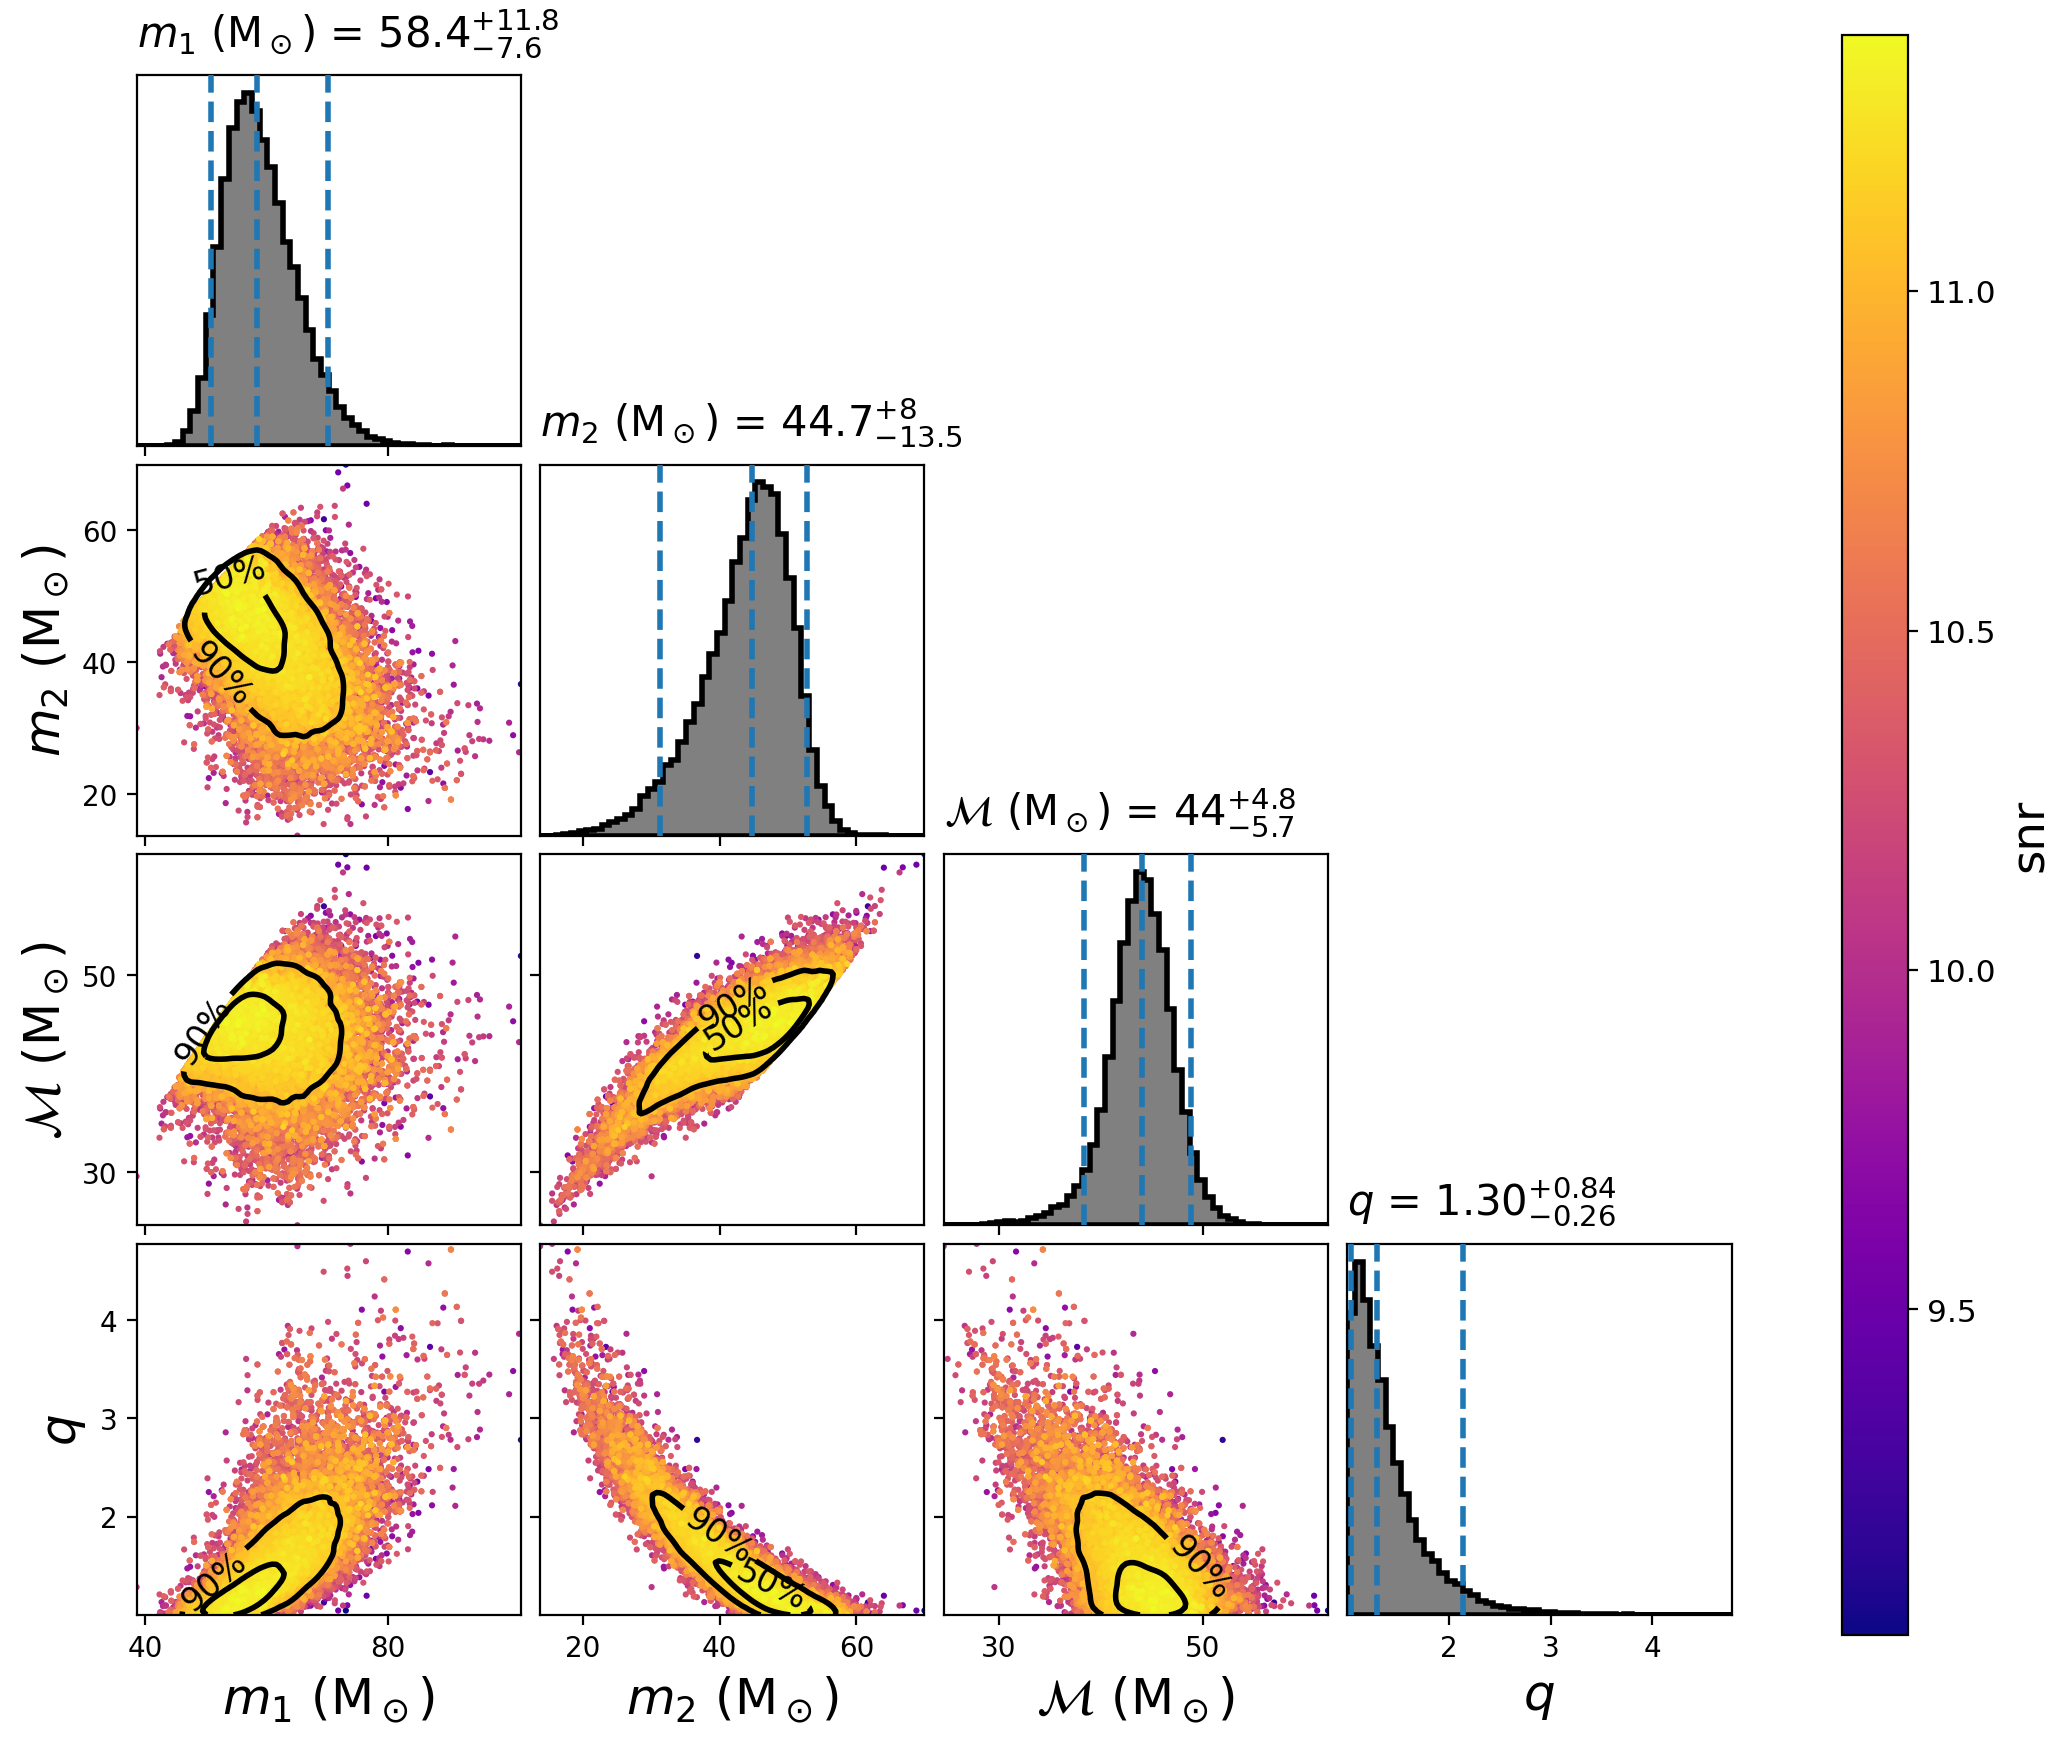 m₁ (M⊙) = 58.4+11.8 −7.6
m₂ (M⊙) = 44.7+8 −13.5
60
40
20
m₂ (M⊙)
50%
90%
ℳ (M⊙) = 44+4.8 −5.7
50
30
ℳ (M⊙)
90%
90%
50%
q = 1.30+0.84 −0.26
4
3
2
q
90%
90%
50%
90%
40 80
20 40 60
30 50
2 3 4
m₁ (M⊙)
m₂ (M⊙)
ℳ (M⊙)
q
11.0
10.5
10.0
9.5
snr